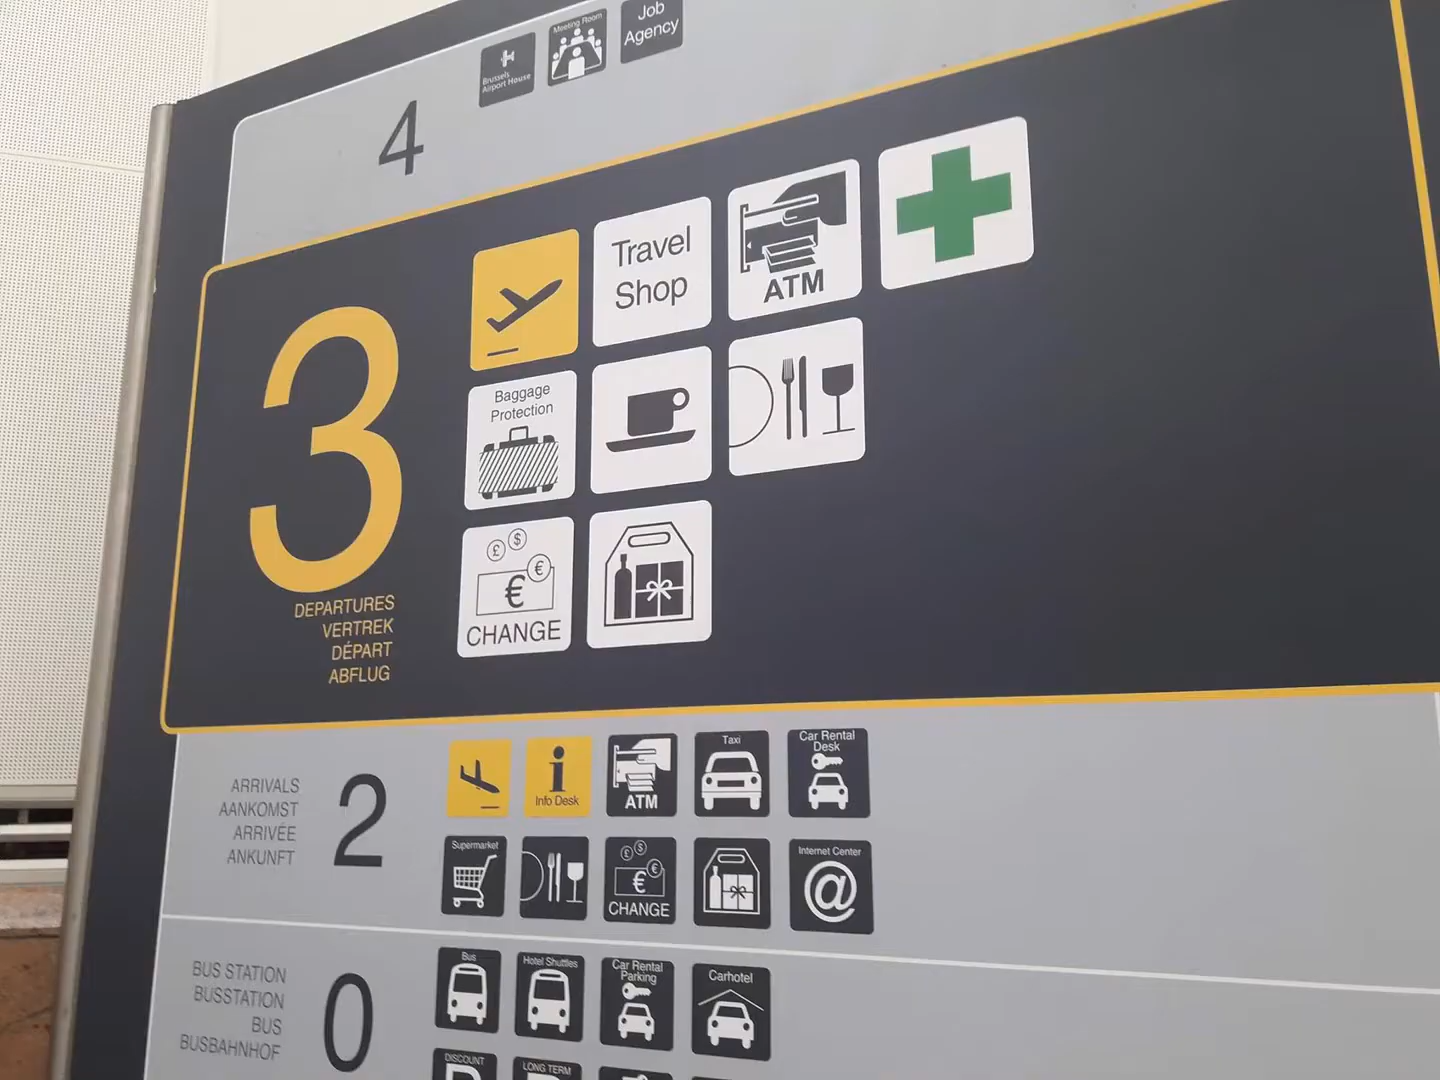 Brussels
Airport House
Meeting Room
Job
Agency
4
3
DEPARTURES
VERTREK
DÉPART
ABFLUG
Travel
Shop
ATM
Baggage
Protection
£ $
€
€
CHANGE
ARRIVALS
AANKOMST
ARRIVÉE
ANKUNFT
2
i
Info Desk
ATM
Taxi
Car Rental
Desk
Supermarket
£ $
€
€
CHANGE
Internet Center
@
BUS STATION
BUSSTATION
BUS
BUSBAHNHOF
0
Bus
Hotel Shuttles
Car Rental
Parking
Carhotel
DISCOUNT
LONG TERM